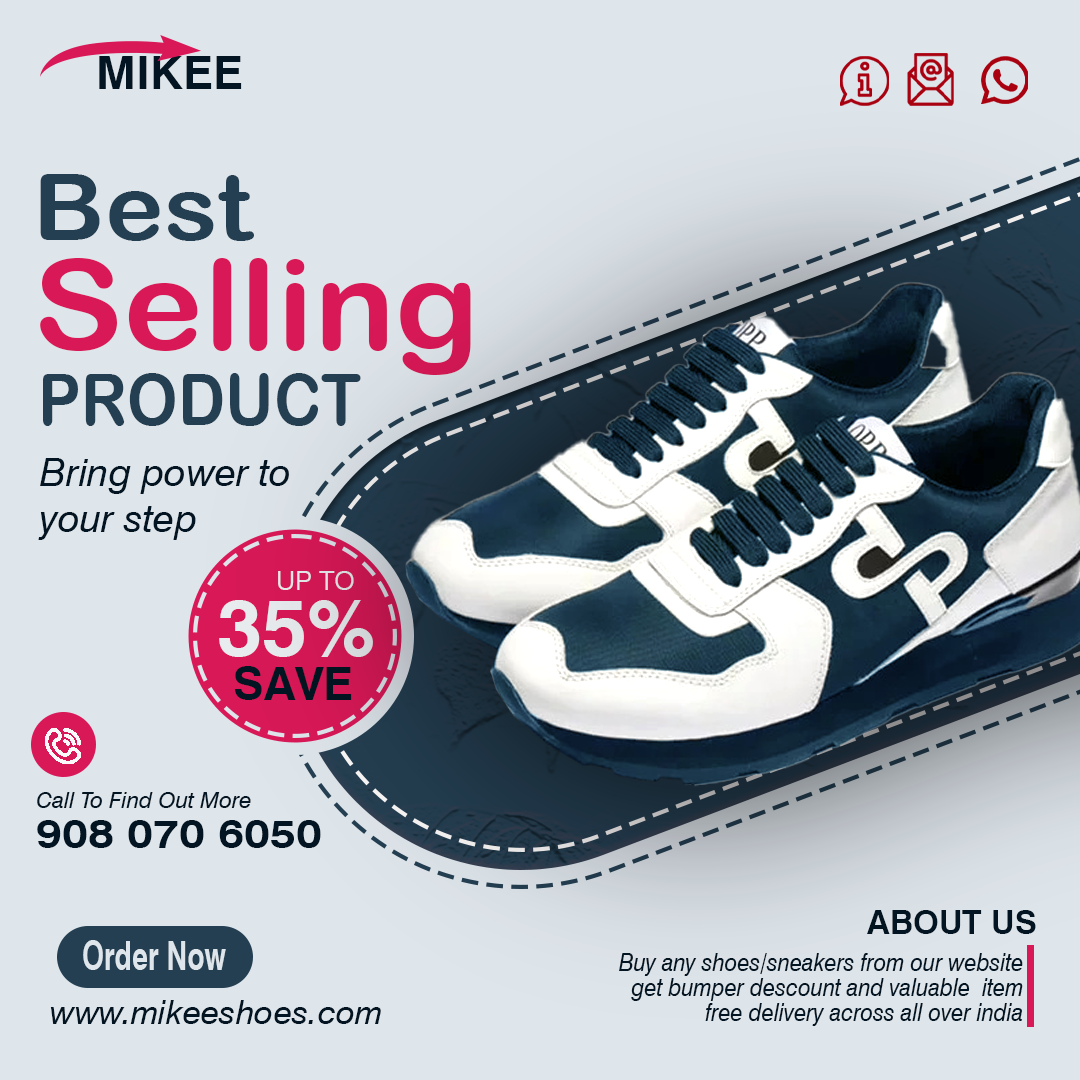 MIKEE
Best
Selling
PRODUCT
Bring power to
your step
UP TO
35%
SAVE
Call To Find Out More
908 070 6050
Order Now
www.mikeeshoes.com
ABOUT US
Buy any shoes/sneakers from our website
get bumper descount and valuable item
free delivery across all over india